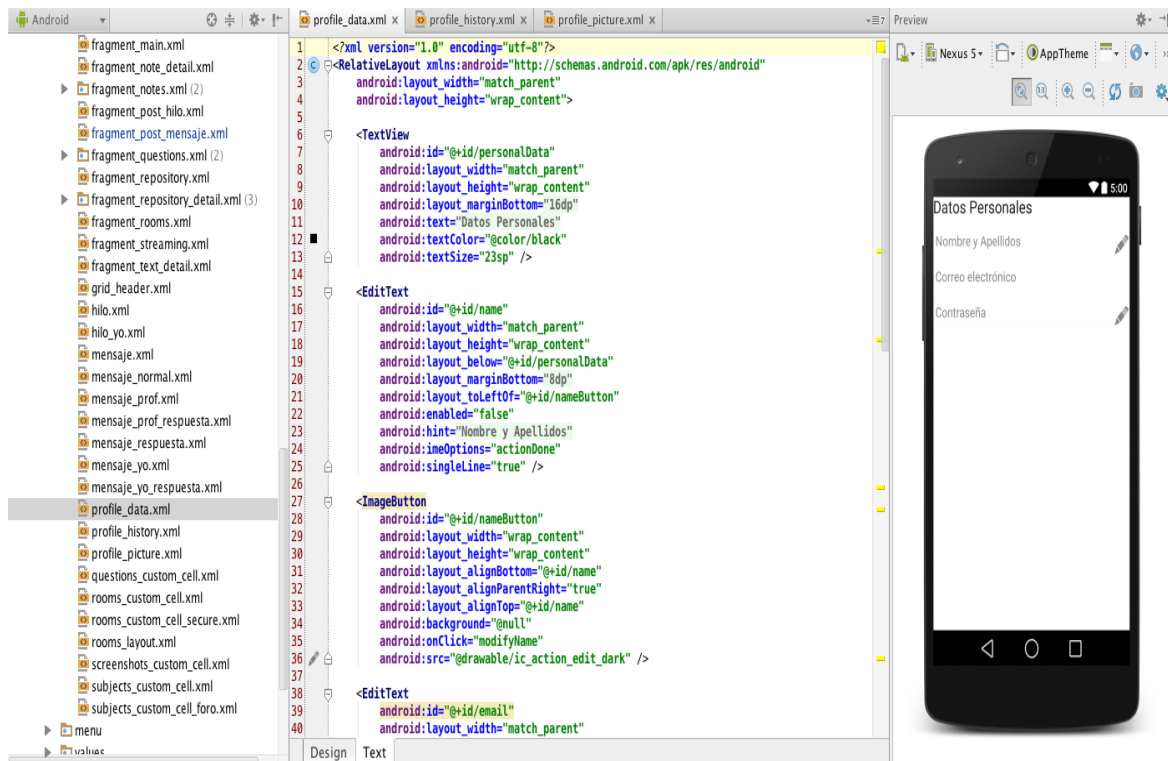 Android
fragment_main.xml
fragment_note_detail.xml
fragment_notes.xml (2)
fragment_post_hilo.xml
fragment_post_mensaje.xml
fragment_questions.xml (2)
fragment_repository.xml
fragment_repository_detail.xml (3)
fragment_rooms.xml
fragment_streaming.xml
fragment_text_detail.xml
grid_header.xml
hilo.xml
hilo_yo.xml
mensaje.xml
mensaje_normal.xml
mensaje_prof.xml
mensaje_prof_respuesta.xml
mensaje_respuesta.xml
mensaje_yo.xml
mensaje_yo_respuesta.xml
profile_data.xml
profile_history.xml
profile_picture.xml
questions_custom_cell.xml
rooms_custom_cell.xml
rooms_custom_cell_secure.xml
rooms_layout.xml
screenshots_custom_cell.xml
subjects_custom_cell.xml
subjects_custom_cell_foro.xml
menu
values
profile_data.xml x profile_history.xml x profile_picture.xml x
1 <?xml version="1.0" encoding="utf-8"?>
2 C <RelativeLayout xmlns:android="http://schemas.android.com/apk/res/android"
3 android:layout_width="match_parent"
4 android:layout_height="wrap_content">
5
6 <TextView
7 android:id="@+id/personalData"
8 android:layout_width="match_parent"
9 android:layout_height="wrap_content"
10 android:layout_marginBottom="16dp"
11 android:text="Datos Personales"
12 android:textColor="@color/black"
13 android:textSize="23sp" />
14
15 <EditText
16 android:id="@+id/name"
17 android:layout_width="match_parent"
18 android:layout_height="wrap_content"
19 android:layout_below="@+id/personalData"
20 android:layout_marginBottom="8dp"
21 android:layout_toLeftOf="@+id/nameButton"
22 android:enabled="false"
23 android:hint="Nombre y Apellidos"
24 android:imeOptions="actionDone"
25 android:singleLine="true" />
26
27 <ImageButton
28 android:id="@+id/nameButton"
29 android:layout_width="wrap_content"
30 android:layout_height="wrap_content"
31 android:layout_alignBottom="@+id/name"
32 android:layout_alignParentRight="true"
33 android:layout_alignTop="@+id/name"
34 android:background="@null"
35 android:onClick="modifyName"
36 android:src="@drawable/ic_action_edit_dark" />
37
38 <EditText
39 android:id="@+id/email"
40 android:layout_width="match_parent"
Design Text
7 Preview
Nexus 5 AppTheme
1:1
5:00
Datos Personales
Nombre y Apellidos
Correo electrónico
Contraseña